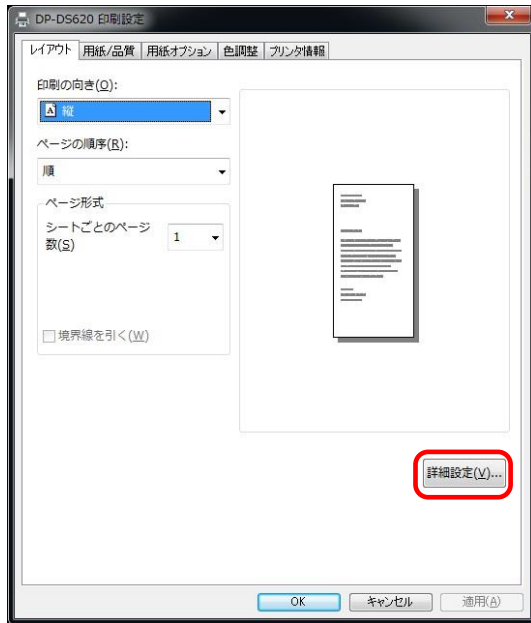 DP-DS620 印刷設定
レイアウト 用紙/品質 用紙オプション 色調整 プリンタ情報
印刷の向き(O):
縦
ページの順序(R):
順
ページ形式
シートごとのページ
数(S)
1
境界線を引く(W)
詳細設定(V)...
OK キャンセル 適用(A)